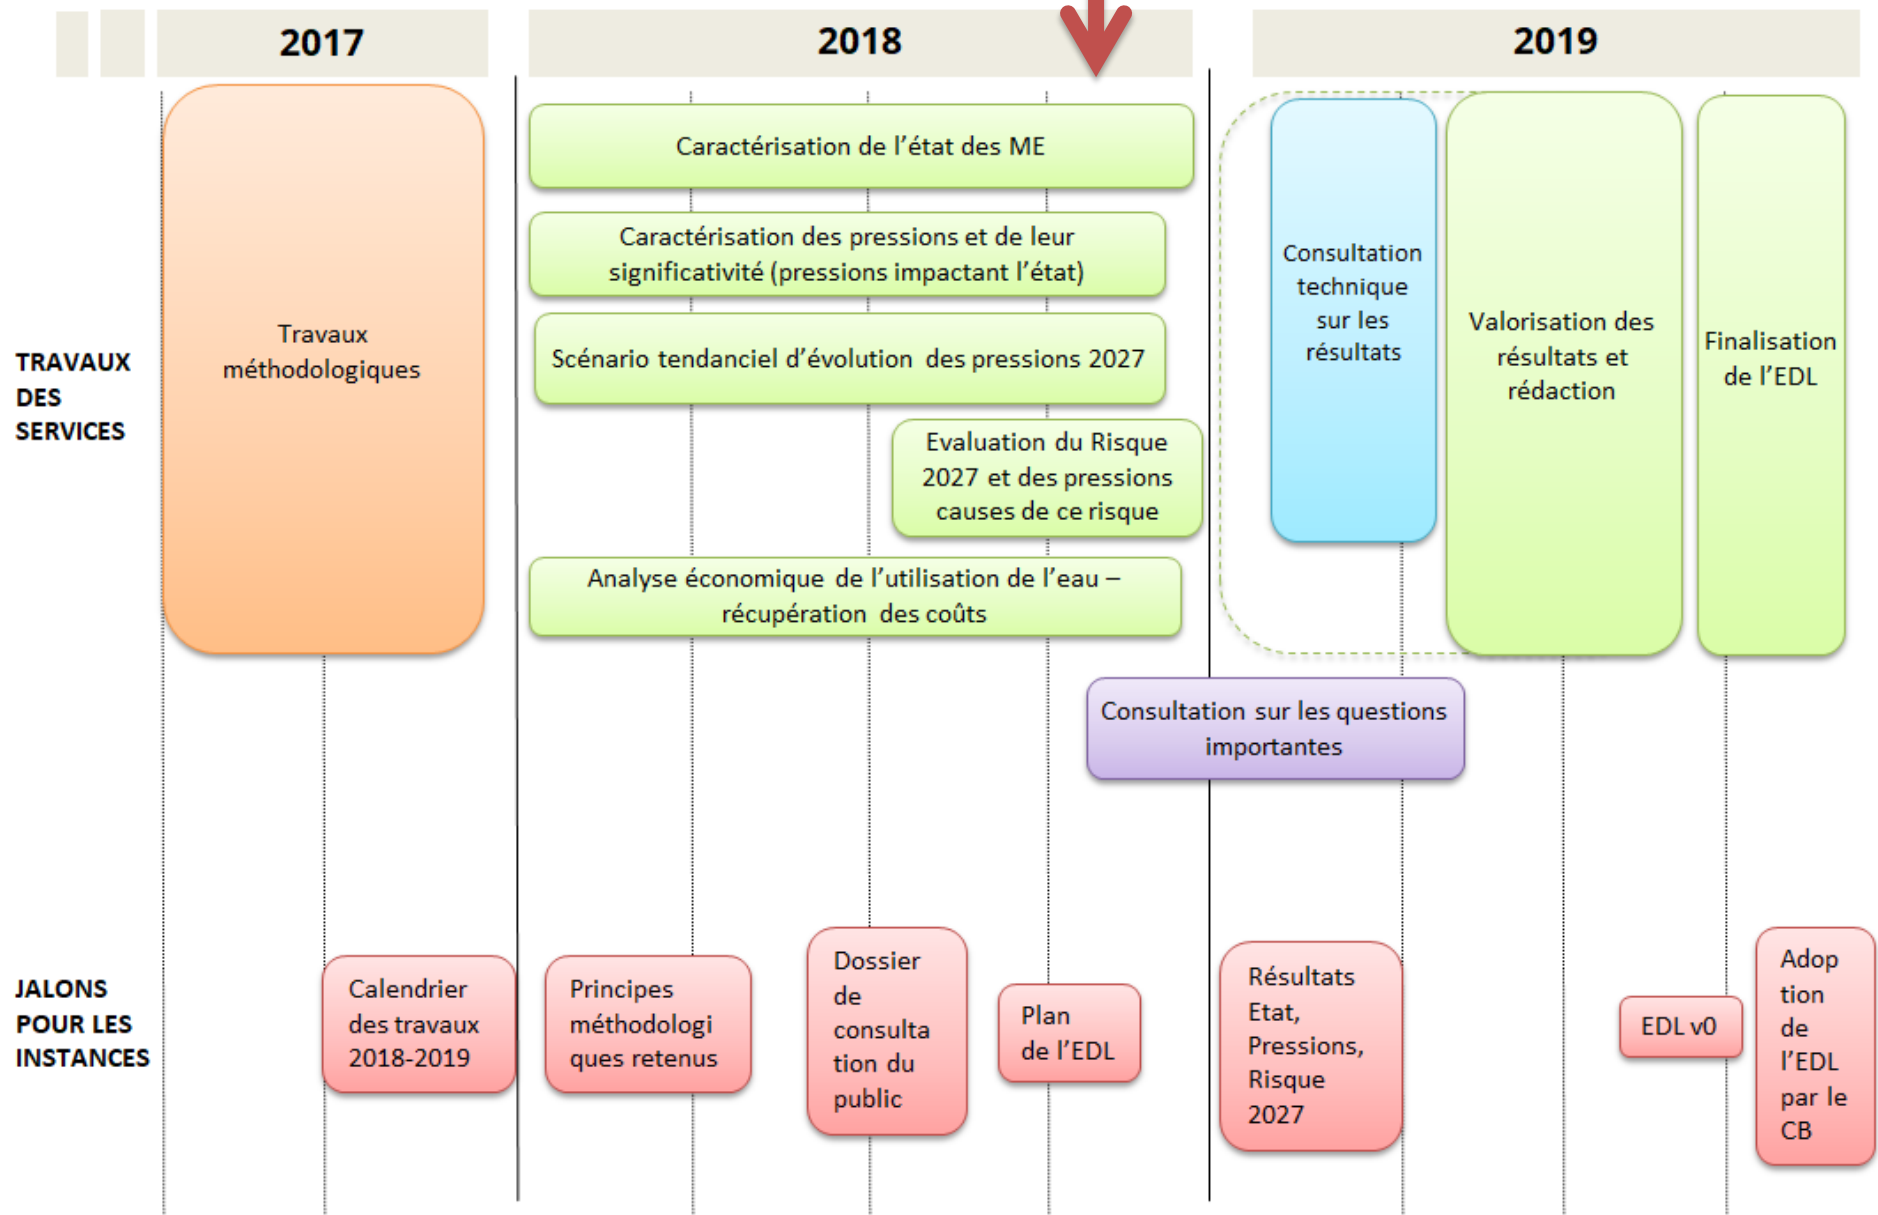 2017
2018
2019
TRAVAUX
DES
SERVICES
Travaux
méthodologiques
Caractérisation de l’état des ME
Caractérisation des pressions et de leur
significativité (pressions impactant l’état)
Scénario tendanciel d’évolution des pressions 2027
Evaluation du Risque
2027 et des pressions
causes de ce risque
Analyse économique de l’utilisation de l’eau –
récupération des coûts
Consultation
technique
sur les
résultats
Valorisation des
résultats et
rédaction
Finalisation
de l’EDL
Consultation sur les questions
importantes
JALONS
POUR LES
INSTANCES
Calendrier
des travaux
2018-2019
Principes
méthodologi
ques retenus
Dossier
de
consulta
tion du
public
Plan
de l’EDL
Résultats
Etat,
Pressions,
Risque
2027
EDL v0
Adop
tion
de
l’EDL
par le
CB